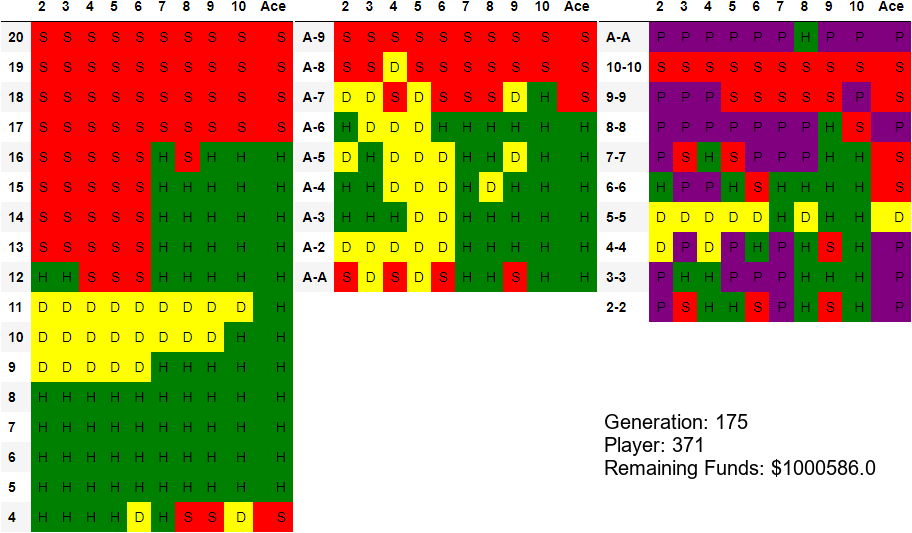 2 3 4 5 6 7 8 9 10 Ace
20 S S S S S S S S S S
19 S S S S S S S S S S
18 S S S S S S S S S S
17 S S S S S S S S S S
16 S S S S S H S H H H
15 S S S S S H H H H H
14 S S S S S H H H H H
13 S S S S S H H H H H
12 H H S S S H H H H H
11 D D D D D D D D D H
10 D D D D D D D D H H
9 D D D D D H H H H H
8 H H H H H H H H H H
7 H H H H H H H H H H
6 H H H H H H H H H H
5 H H H H H H H H H H
4 H H H H D H S S D S
2 3 4 5 6 7 8 9 10 Ace
A-9 S S S S S S S S S S
A-8 S S D S S S S S S S
A-7 D D S D S S S D H S
A-6 H D D D H H H H H H
A-5 D H D D D H H D H H
A-4 H H D D D H D H H H
A-3 H H H D D H H H H H
A-2 D D D D D H H H H H
A-A S D S D S H H S H H
2 3 4 5 6 7 8 9 10 Ace
A-A P P P P P P H P P P
10-10 S S S S S S S S S S
9-9 P P P S S S S S P S
8-8 P P P P P P P H S P
7-7 P S H S P P P H H S
6-6 H P P H S H H H H S
5-5 D D D D D H D H H D
4-4 D P D P H P H S H P
3-3 P H H P P P H H H P
2-2 P S H H S P H S H P
Generation: 175
Player: 371
Remaining Funds: $1000586.0